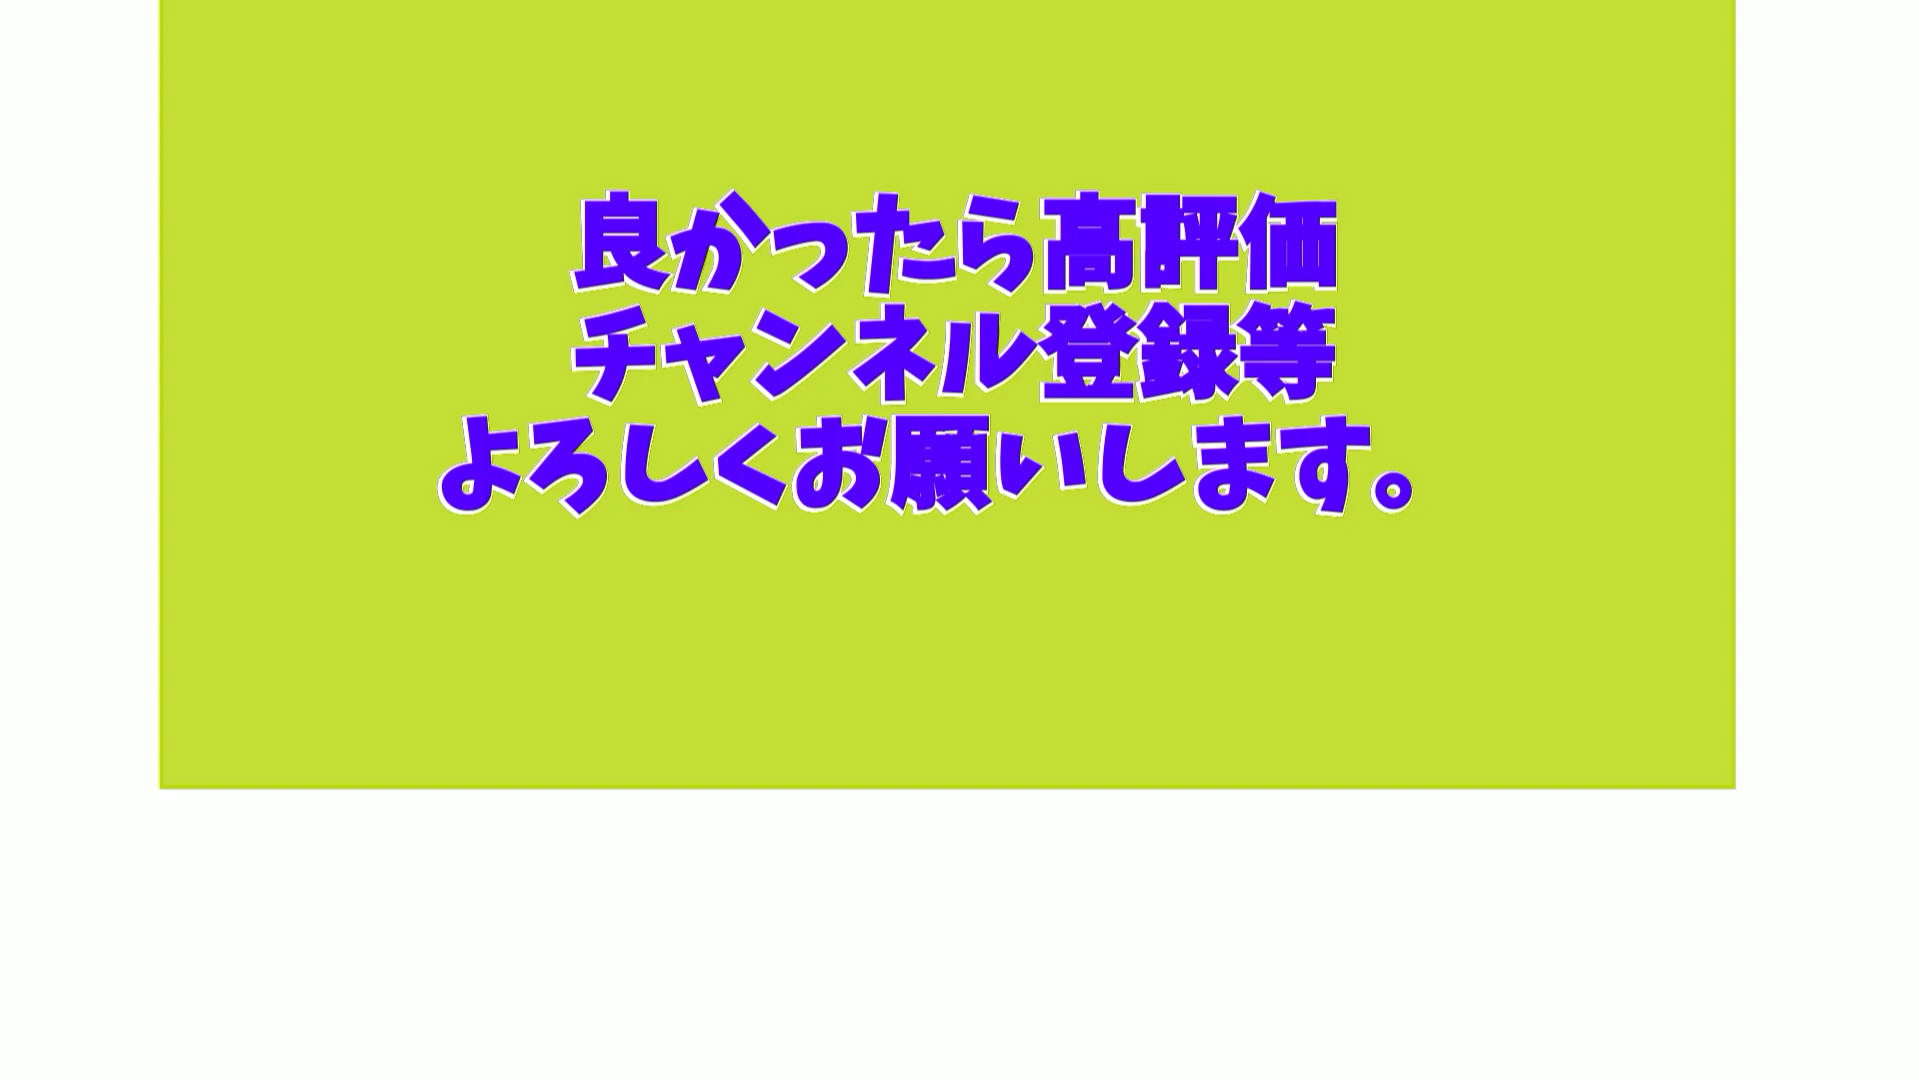 良かったら高評価
チャンネル登録等
よろしくお願いします。